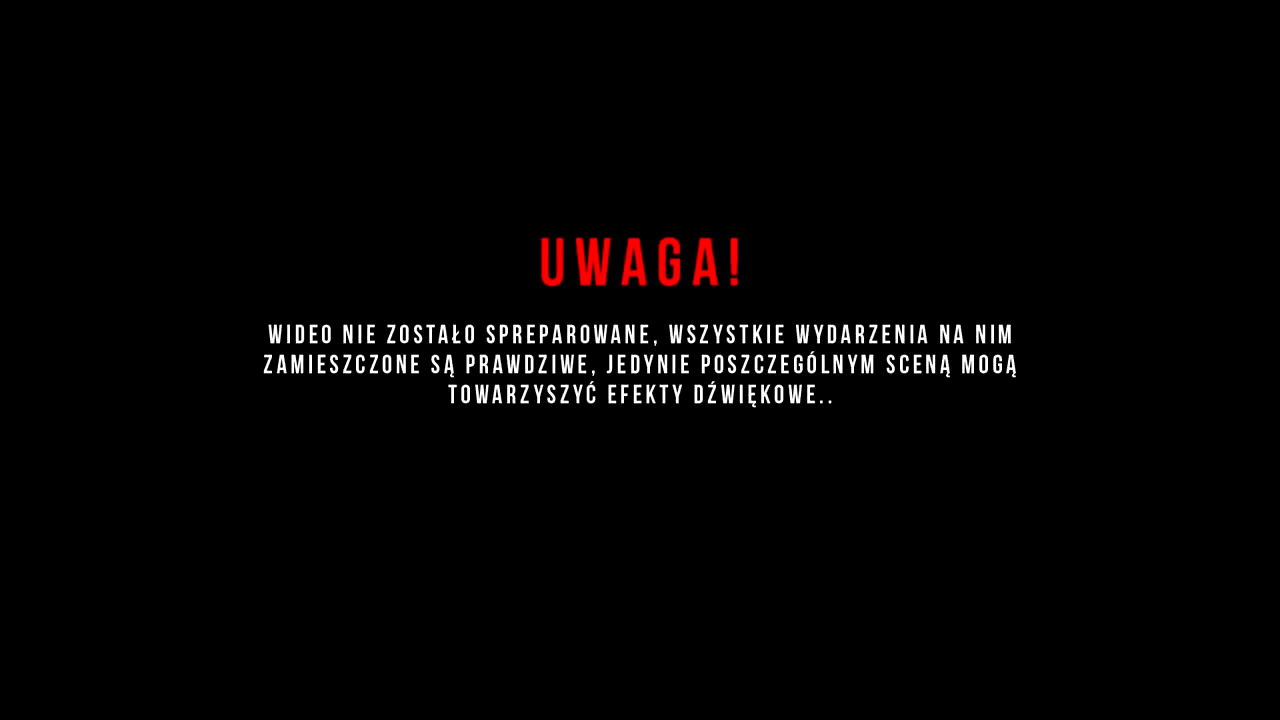 UWAGA!
WIDEO NIE ZOSTAŁO SPREPAROWANE, WSZYSTKIE WYDARZENIA NA NIM
ZAMIESZCZONE SĄ PRAWDZIWE, JEDYNIE POSZCZEGÓLNYM SCENĄ MOGĄ
TOWARZYSZYĆ EFEKTY DŹWIĘKOWE..